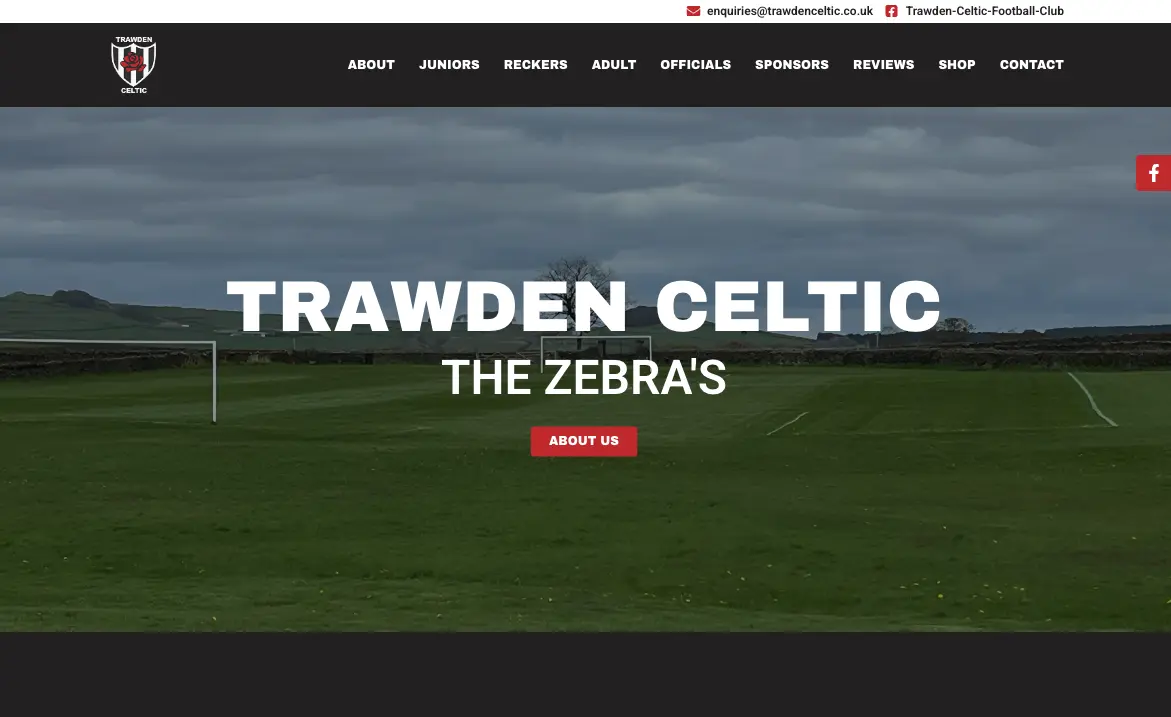 enquiries@trawdenceltic.co.uk Trawden-Celtic-Football-Club
TRAWDEN
CELTIC
ABOUT JUNIORS RECKERS ADULT OFFICIALS SPONSORS REVIEWS SHOP CONTACT
TRAWDEN CELTIC
THE ZEBRA'S
ABOUT US